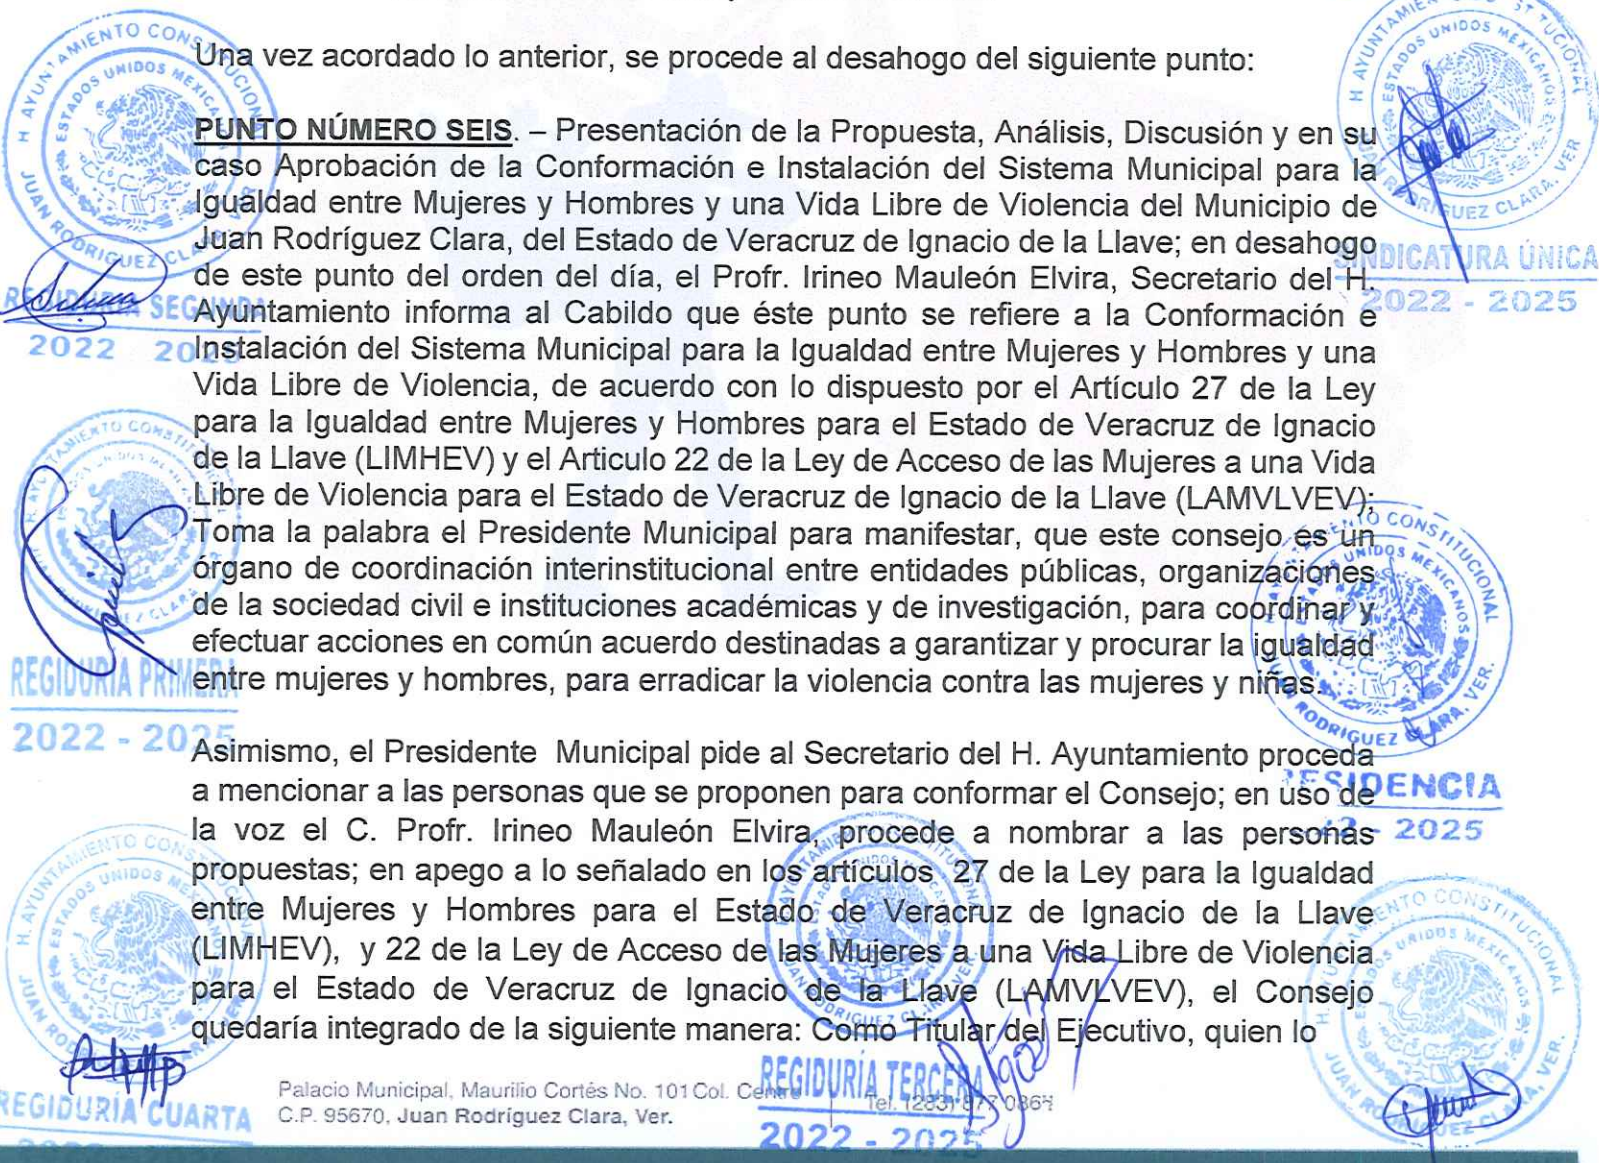 Una vez acordado lo anterior, se procede al desahogo del siguiente punto:
PUNTO NÚMERO SEIS. – Presentación de la Propuesta, Análisis, Discusión y en su
caso Aprobación de la Conformación e Instalación del Sistema Municipal para la
Igualdad entre Mujeres y Hombres y una Vida Libre de Violencia del Municipio de
Juan Rodríguez Clara, del Estado de Veracruz de Ignacio de la Llave; en desahogo
de este punto del orden del día, el Profr. Irineo Mauleón Elvira, Secretario del H.
Ayuntamiento informa al Cabildo que éste punto se refiere a la Conformación e
Instalación del Sistema Municipal para la Igualdad entre Mujeres y Hombres y una
Vida Libre de Violencia, de acuerdo con lo dispuesto por el Artículo 27 de la Ley
para la Igualdad entre Mujeres y Hombres para el Estado de Veracruz de Ignacio
de la Llave (LIMHEV) y el Articulo 22 de la Ley de Acceso de las Mujeres a una Vida
Libre de Violencia para el Estado de Veracruz de Ignacio de la Llave (LAMVLVEV);
Toma la palabra el Presidente Municipal para manifestar, que este consejo es un
órgano de coordinación interinstitucional entre entidades públicas, organizaciones
de la sociedad civil e instituciones académicas y de investigación, para coordinar y
efectuar acciones en común acuerdo destinadas a garantizar y procurar la igualdad
entre mujeres y hombres, para erradicar la violencia contra las mujeres y niñas.
Asimismo, el Presidente Municipal pide al Secretario del H. Ayuntamiento proceda
a mencionar a las personas que se proponen para conformar el Consejo; en uso de
la voz el C. Profr. Irineo Mauleón Elvira, procede a nombrar a las personas
propuestas; en apego a lo señalado en los artículos 27 de la Ley para la Igualdad
entre Mujeres y Hombres para el Estado de Veracruz de Ignacio de la Llave
(LIMHEV), y 22 de la Ley de Acceso de las Mujeres a una Vida Libre de Violencia
para el Estado de Veracruz de Ignacio de la Llave (LAMVLVEV), el Consejo
quedaría integrado de la siguiente manera: Como Titular del Ejecutivo, quien lo
Palacio Municipal, Maurilio Cortés No. 101 Col. Centro
Tel. (283) 877 0864
C.P. 95670, Juan Rodríguez Clara, Ver.
H AYUNTAMIENTO CONSTITUCIONAL
ESTADOS UNIDOS MEXICANOS
JUAN RODRIGUEZ CLARA, VER.
REGIDURIA SEGUNDA
2022 2025
SINDICATURA ÚNICA
2022 - 2025
REGIDURÍA PRIMERA
2022 - 2025
PRESIDENCIA
2025
REGIDURÍA CUARTA
REGIDURÍA TERCERA
2022 - 2025